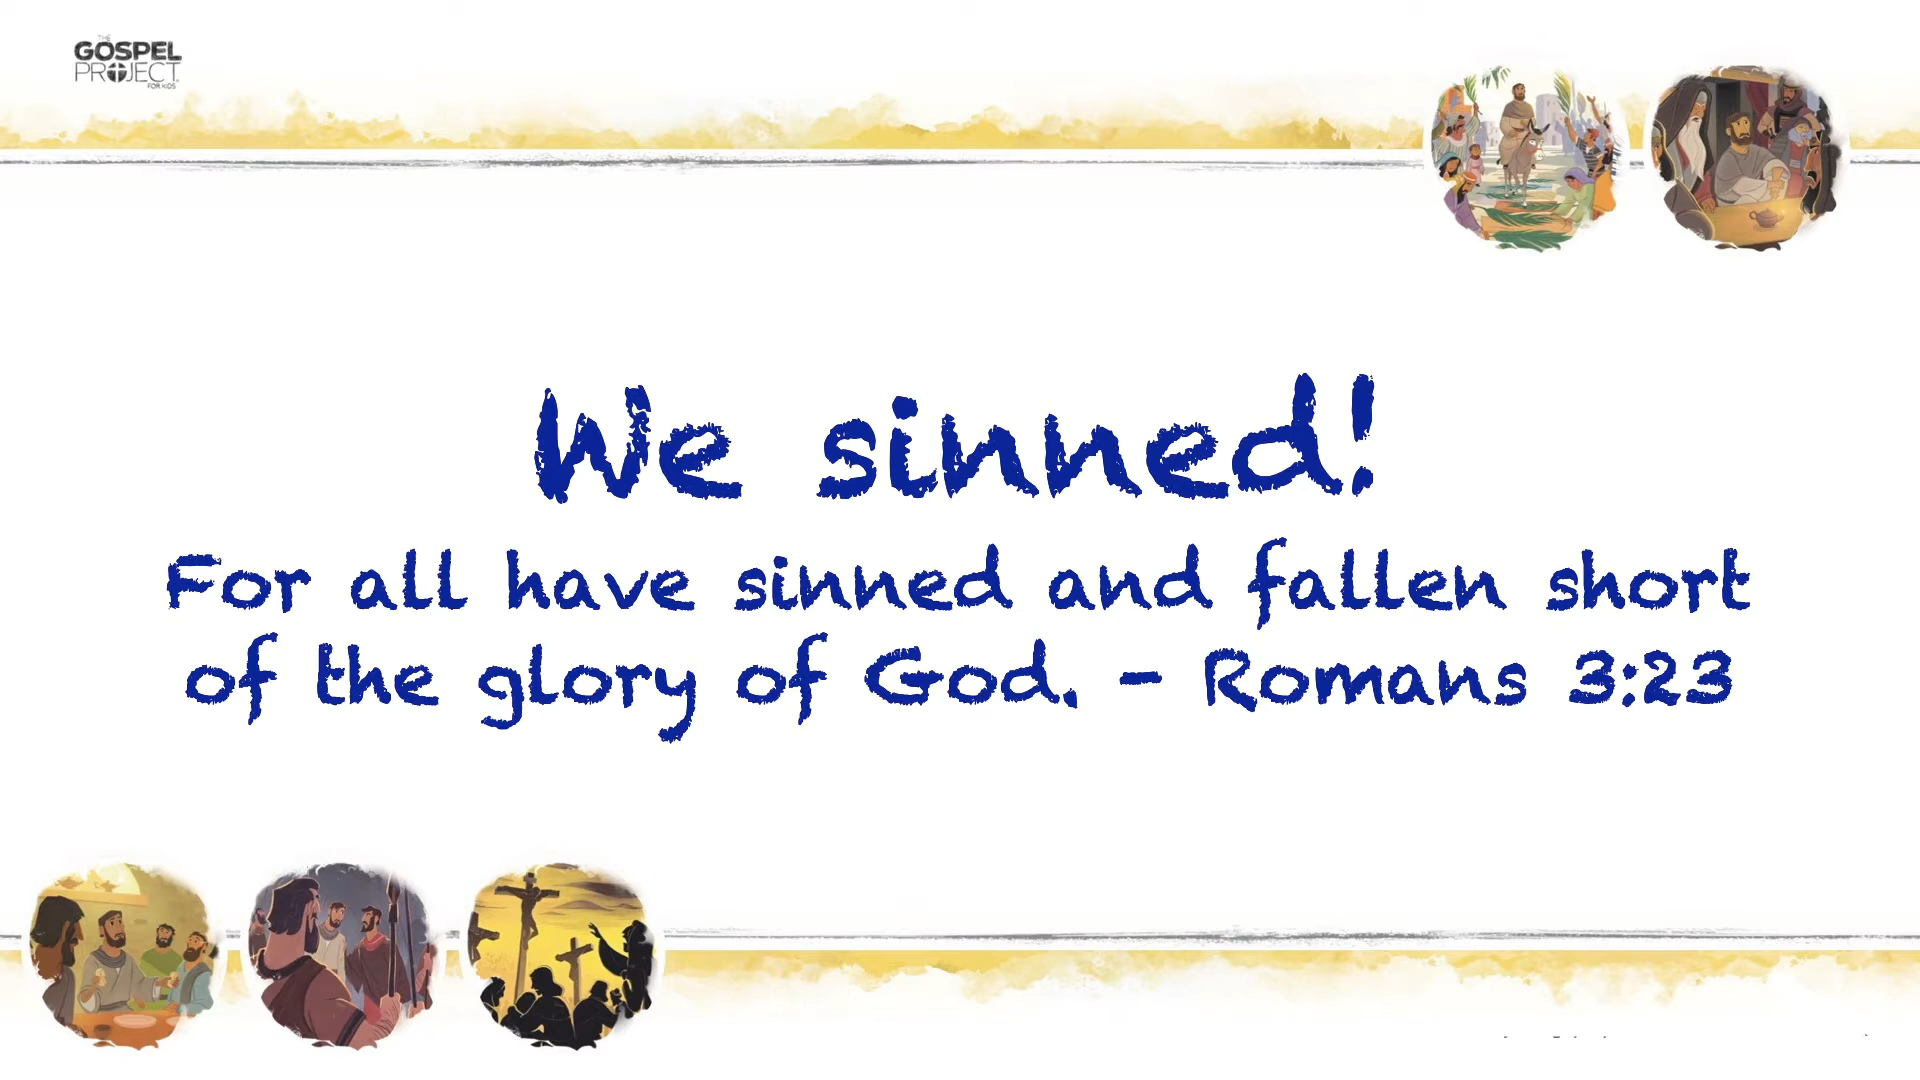 THE
GOSPEL
PROJECT
FOR KIDS
We sinned!
For all have sinned and fallen short
of the glory of God. - Romans 3:23